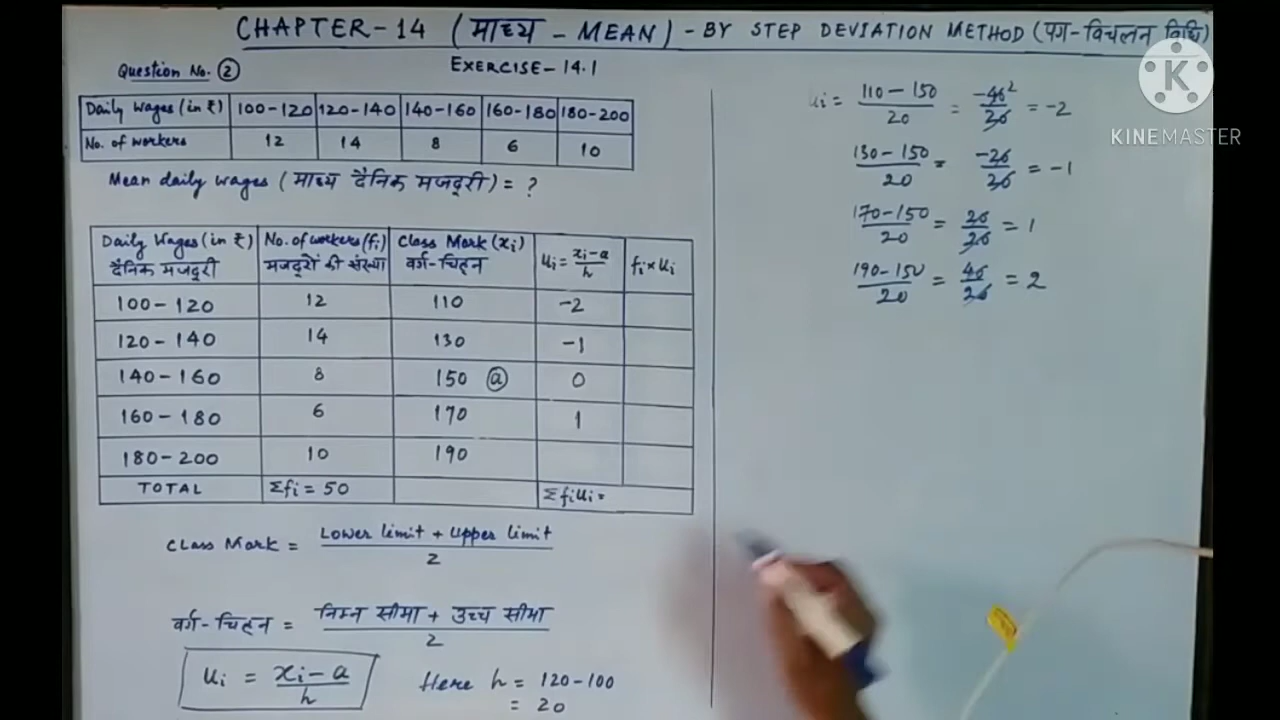 CHAPTER-14 (माध्य - MEAN) - BY STEP DEVIATION METHOD (पग-विचलन विधि)
EXERCISE-14.1
Question No. ②
Daily Wages (in ₹) 100-120 120-140 140-160 160-180 180-200
No. of workers 12 14 8 6 10
Mean daily wages (माध्य दैनिक मजदूरी) = ?
Daily Wages (in ₹) No. of workers (fi) Class Mark (xi) ui = xi-a/h fi × ui
दैनिक मजदूरी मजदूरों की संख्या वर्ग-चिहन
100-120 12 110 -2
120-140 14 130 -1
140-160 8 150 ⓐ 0
160-180 6 170 1
180-200 10 190
TOTAL Σfi = 50 Σfiui =
Class Mark = Lower limit + Upper limit / 2
वर्ग-चिहन = निम्न सीमा + उच्च सीमा / 2
ui = xi-a / h
Here h = 120-100
= 20
ui = 110-150 / 20 = -40² / 20 = -2
130-150 / 20 = -20 / 20 = -1
170-150 / 20 = 20 / 20 = 1
190-150 / 20 = 40 / 20 = 2
K
KINEMASTER